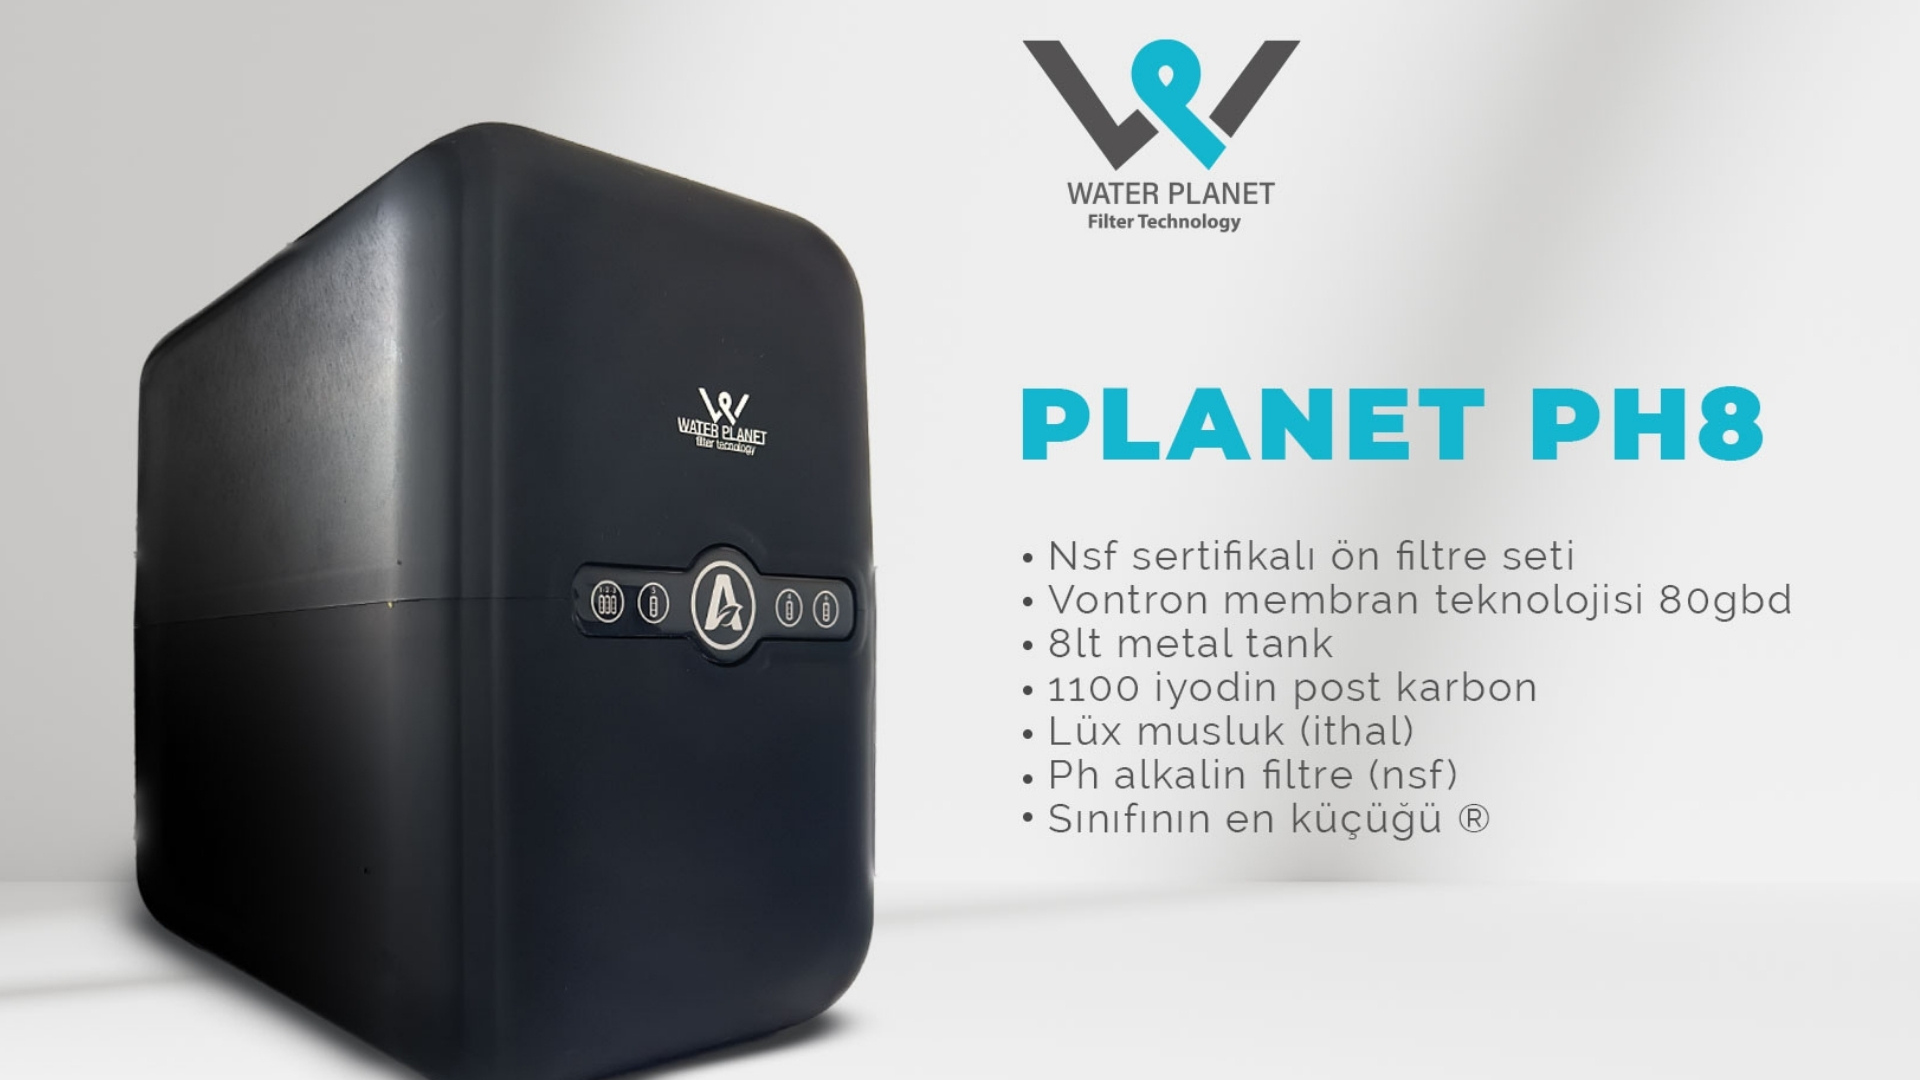 WATER PLANET
Filter Technology
PLANET PH8
• Nsf sertifikalı ön filtre seti
• Vontron membran teknolojisi 80gbd
• 8lt metal tank
• 1100 iyodin post karbon
• Lüx musluk (ithal)
• Ph alkalin filtre (nsf)
• Sınıfının en küçüğü ®
WATER PLANET
filter tecnology
A